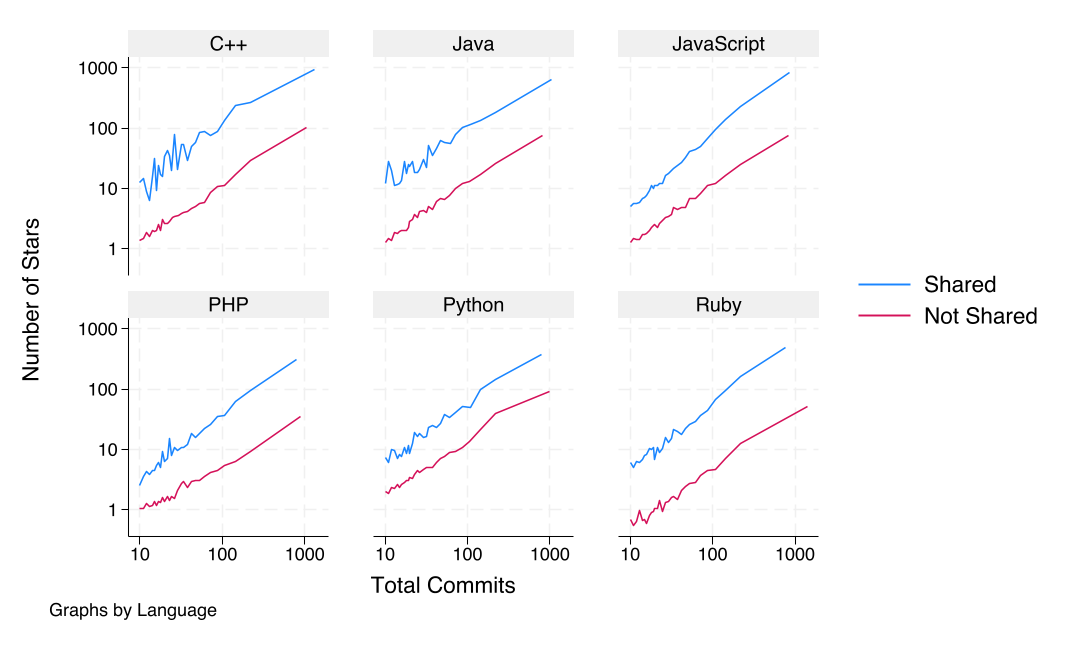 C++ Java JavaScript
1000
100
10
1
PHP Python Ruby
1000
100
10
1
10 100 1000 10 100 1000 10 100 1000
Number of Stars
Total Commits
Shared
Not Shared
Graphs by Language